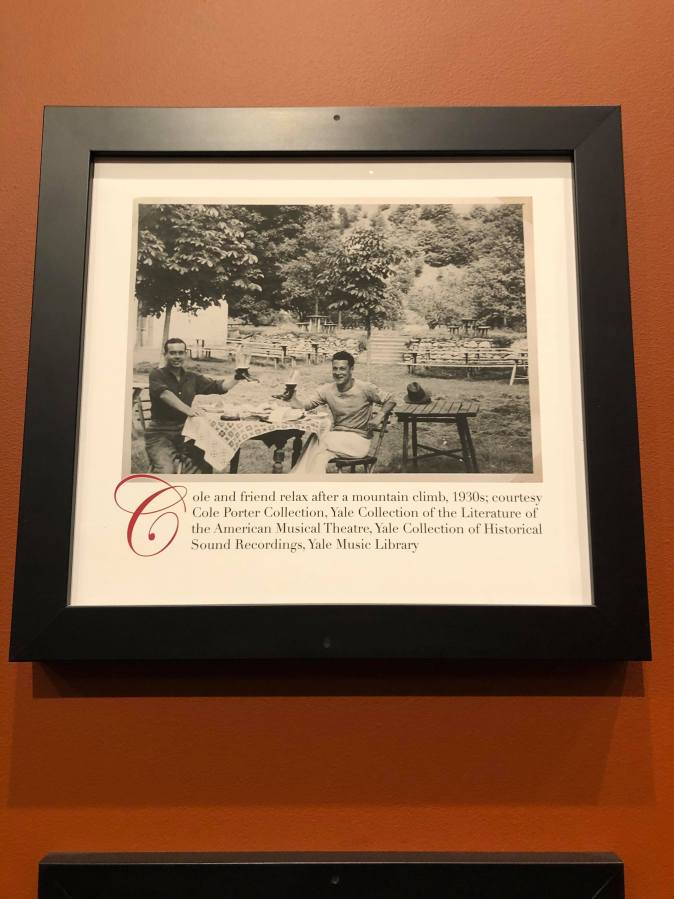 Cole and friend relax after a mountain climb, 1930s; courtesy
Cole Porter Collection, Yale Collection of the Literature of
the American Musical Theatre, Yale Collection of Historical
Sound Recordings, Yale Music Library